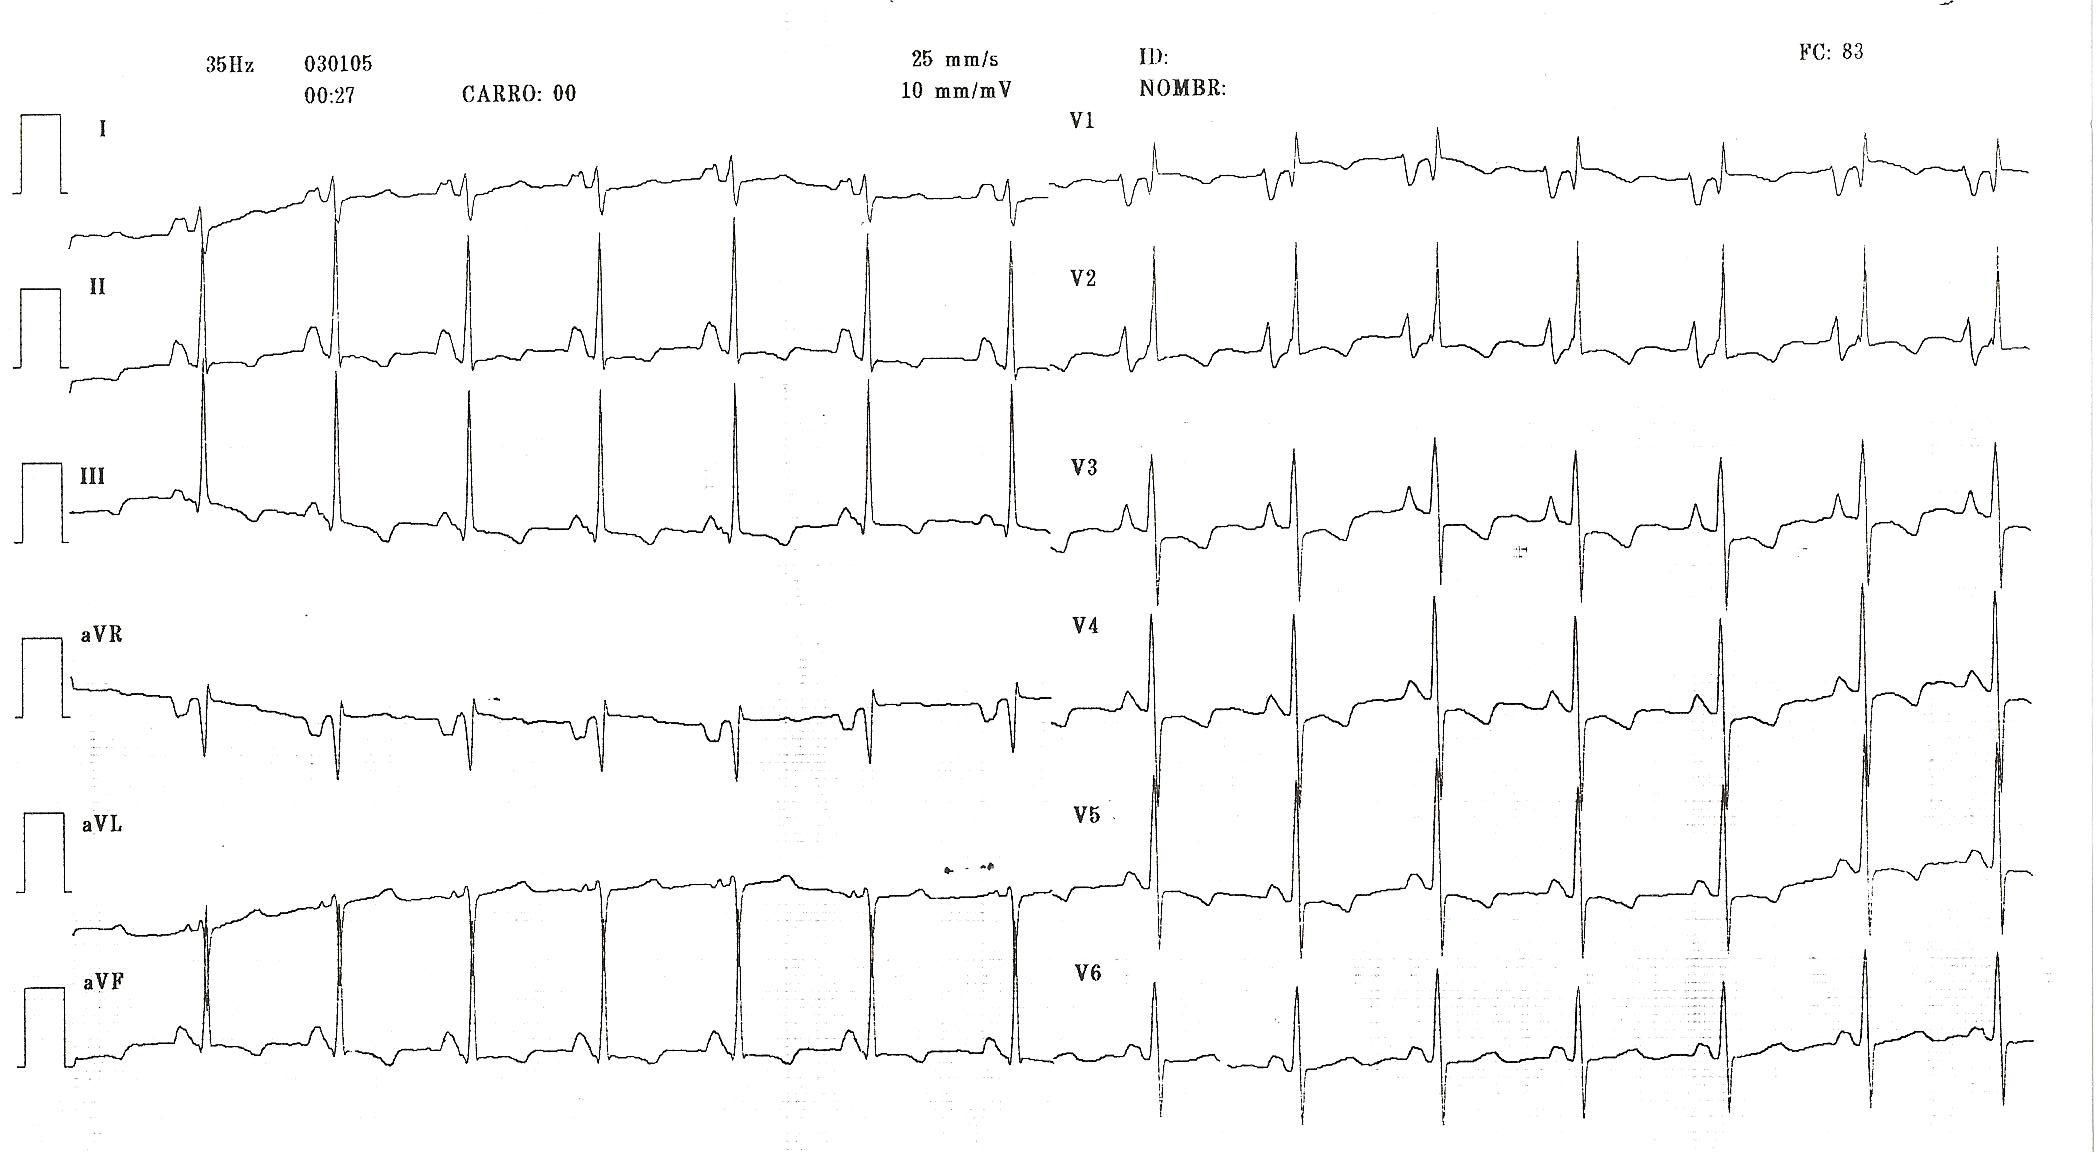 35Hz 030105 25 mm/s ID: FC: 83
00:27 CARRO: 00 10 mm/mV NOMBR:
I V1
II V2
III V3
aVR V4
aVL V5
aVF V6